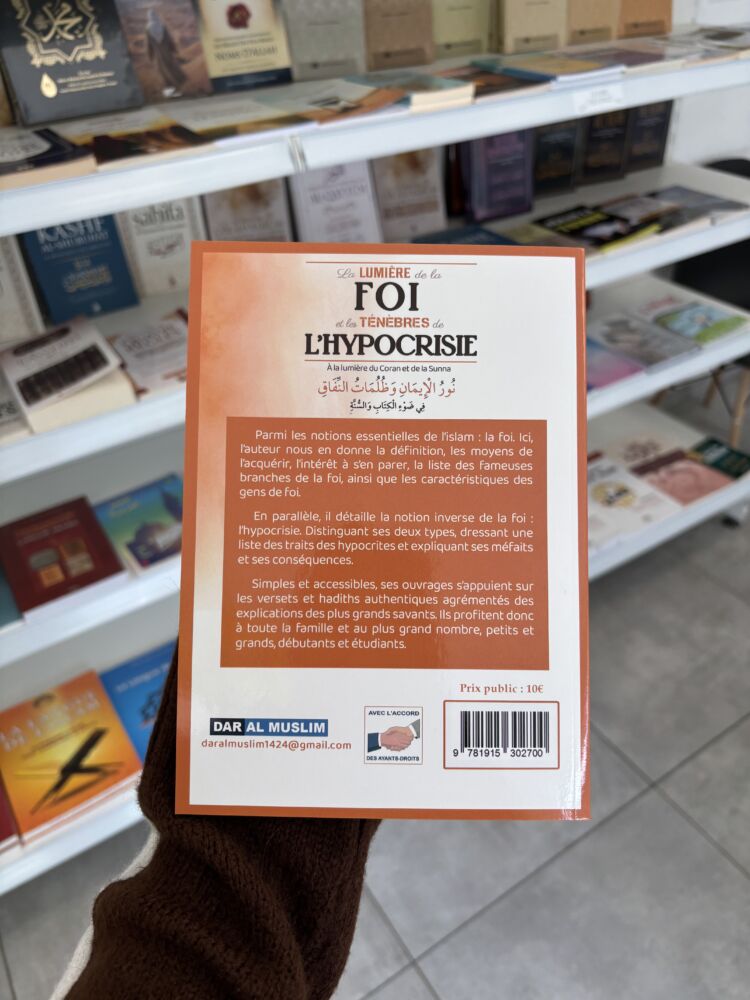 KASHF
La LUMIÈRE de la
FOI
et les TÉNÈBRES de
L'HYPOCRISIE
À la lumière du Coran et de la Sunna
نُورُ الْإِيمَانِ وَظُلُمَاتُ النِّفَاقِ
فِي ضَوْءِ الْكِتَابِ وَالسُّنَّةِ
Parmi les notions essentielles de l'islam : la foi. Ici,
l'auteur nous en donne la définition, les moyens de
l'acquérir, l'intérêt à s'en parer, la liste des fameuses
branches de la foi, ainsi que les caractéristiques des
gens de foi.
En parallèle, il détaille la notion inverse de la foi :
l'hypocrisie. Distinguant ses deux types, dressant une
liste des traits des hypocrites et expliquant ses méfaits
et ses conséquences.
Simples et accessibles, ses ouvrages s'appuient sur
les versets et hadiths authentiques agrémentés des
explications des plus grands savants. Ils profitent donc
à toute la famille et au plus grand nombre, petits et
grands, débutants et étudiants.
Prix public : 10€
DAR AL MUSLIM
daralmuslim1424@gmail.com
AVEC L'ACCORD
DES AYANTS-DROITS
9 781915 302700